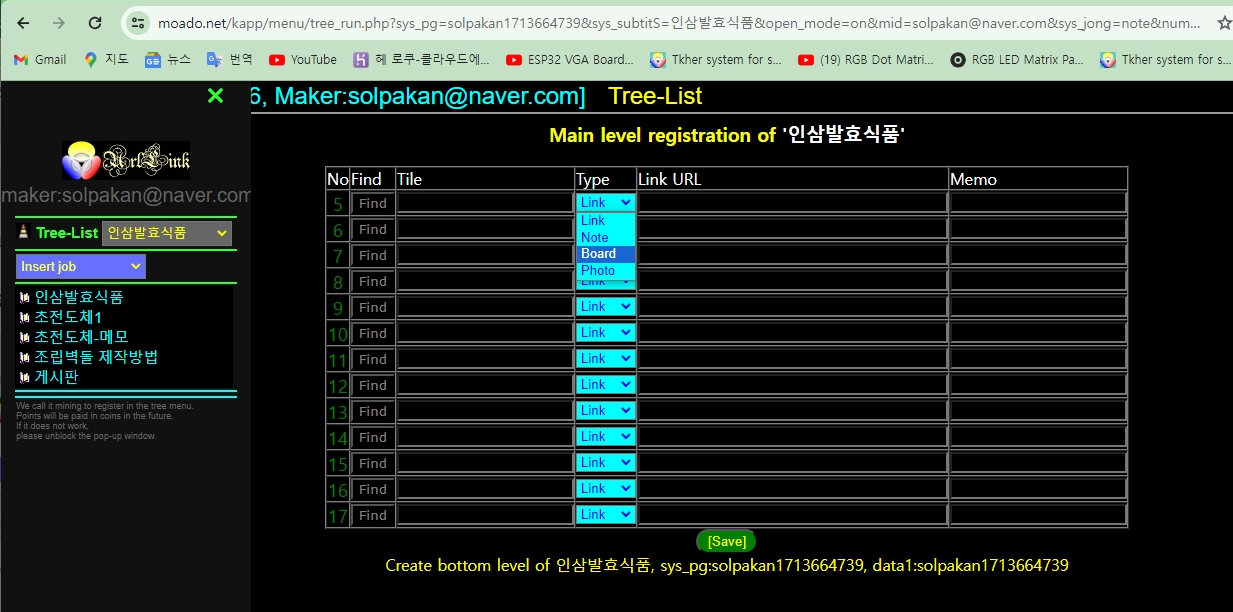 moado.net/kapp/menu/tree_run.php?sys_pg=solpakan1713664739&sys_subtitS=인삼발효식품&open_mode=on&mid=solpakan@naver.com&sys_jong=note&num...
Gmail 지도 뉴스 번역 YouTube 헤 로쿠-클라우드에... ESP32 VGA Board... Tkher system for s... (19) RGB Dot Matri... RGB LED Matrix Pa... Tkher system for s...
6, Maker:solpakan@naver.com] Tree-List
UrlLink
maker:solpakan@naver.com
Tree-List 인삼발효식품
Insert job
인삼발효식품
초전도체1
초전도체-메모
조립벽돌 제작방법
게시판
We call it mining to register in the tree menu.
Points will be paid in coins in the future.
If it does not work,
please unblock the pop-up window.
Main level registration of '인삼발효식품'
No Find Tile Type Link URL Memo
5 Find Link
Link
6 Find
Note
7 Find Board
Photo
8 Find Link
9 Find Link
10 Find Link
11 Find Link
12 Find Link
13 Find Link
14 Find Link
15 Find Link
16 Find Link
17 Find Link
[Save]
Create bottom level of 인삼발효식품, sys_pg:solpakan1713664739, data1:solpakan1713664739